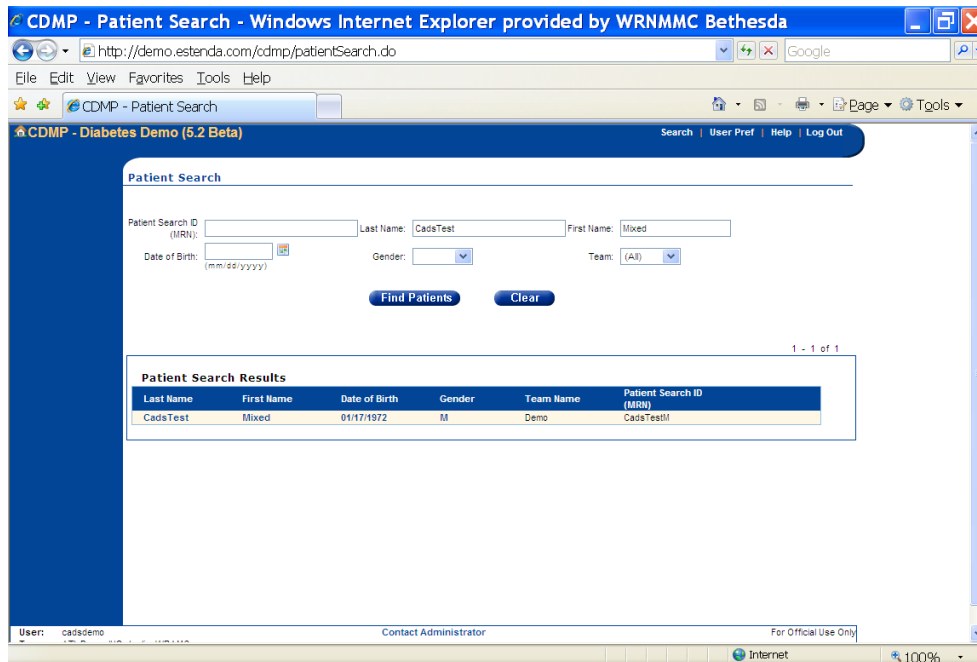 CDMP - Patient Search - Windows Internet Explorer provided by WRNMMC Bethesda
http://demo.estenda.com/cdmp/patientSearch.do
Google
File Edit View Favorites Tools Help
CDMP - Patient Search
Page Tools
CDMP - Diabetes Demo (5.2 Beta)
Search | User Pref | Help | Log Out
Patient Search
Patient Search ID (MRN):
Last Name: CadsTest
First Name: Mixed
Date of Birth:
(mm/dd/yyyy)
Gender:
Team: (All)
Find Patients Clear
1 - 1 of 1
Patient Search Results
Last Name First Name Date of Birth Gender Team Name Patient Search ID (MRN)
CadsTest Mixed 01/17/1972 M Demo CadsTestM
User: cadsdemo Contact Administrator For Official Use Only
Internet 100%